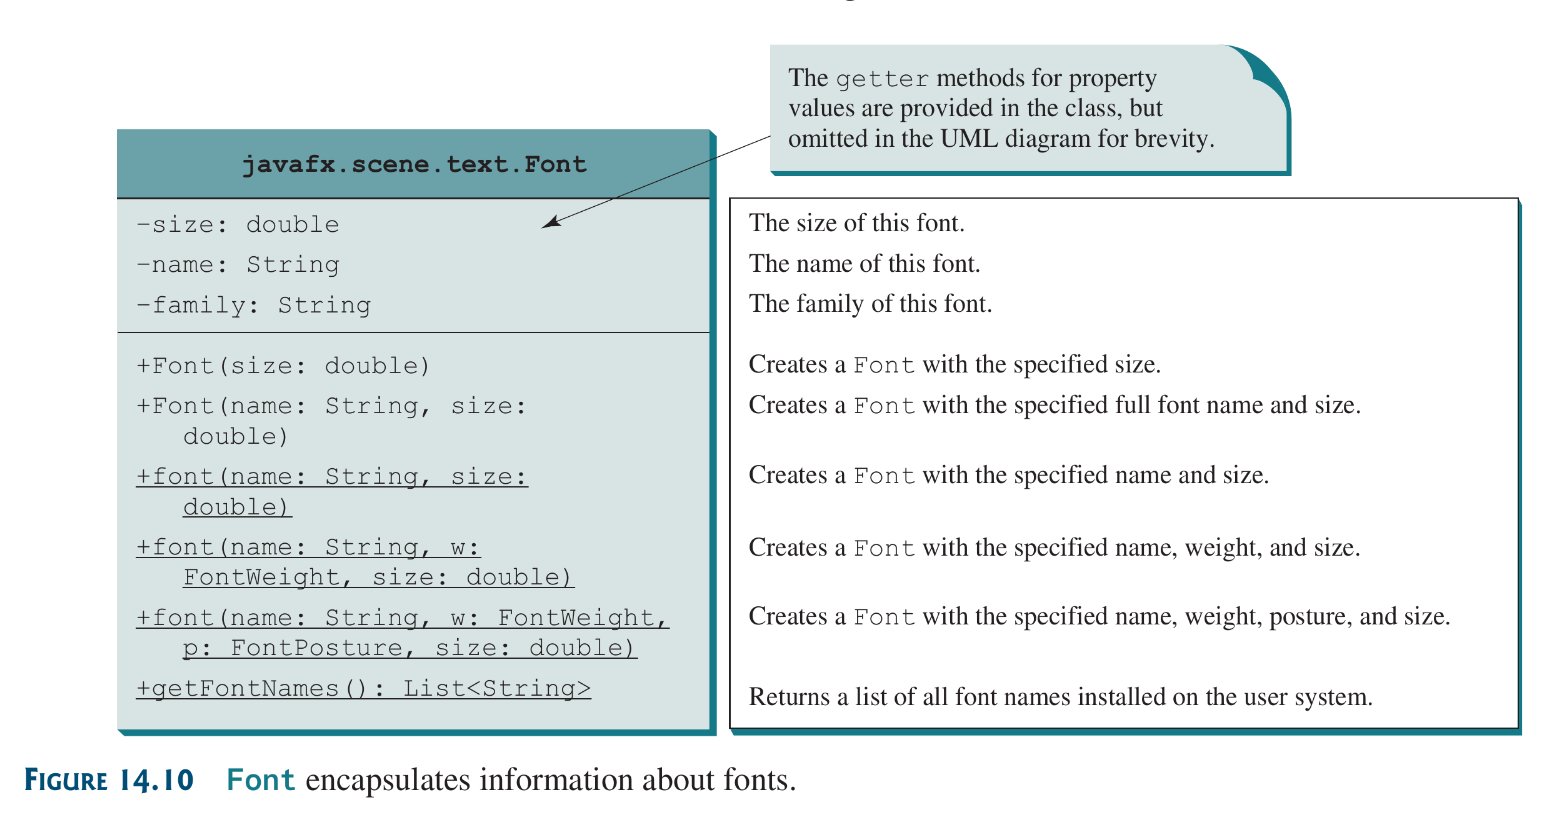 The getter methods for property
values are provided in the class, but
omitted in the UML diagram for brevity.
javafx.scene.text.Font
-size: double
-name: String
-family: String
+Font(size: double)
+Font(name: String, size:
double)
+font(name: String, size:
double)
+font(name: String, w:
FontWeight, size: double)
+font(name: String, w: FontWeight,
p: FontPosture, size: double)
+getFontNames(): List<String>
The size of this font.
The name of this font.
The family of this font.
Creates a Font with the specified size.
Creates a Font with the specified full font name and size.
Creates a Font with the specified name and size.
Creates a Font with the specified name, weight, and size.
Creates a Font with the specified name, weight, posture, and size.
Returns a list of all font names installed on the user system.
FIGURE 14.10 Font encapsulates information about fonts.